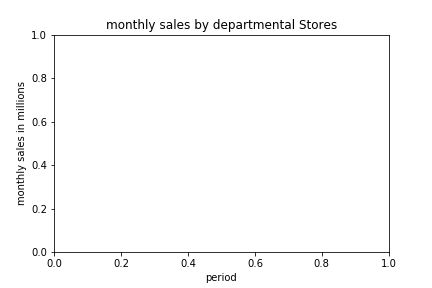 monthly sales by departmental Stores
1.0
0.8
0.6
0.4
0.2
0.0
monthly sales in millions
0.0 0.2 0.4 0.6 0.8 1.0
period